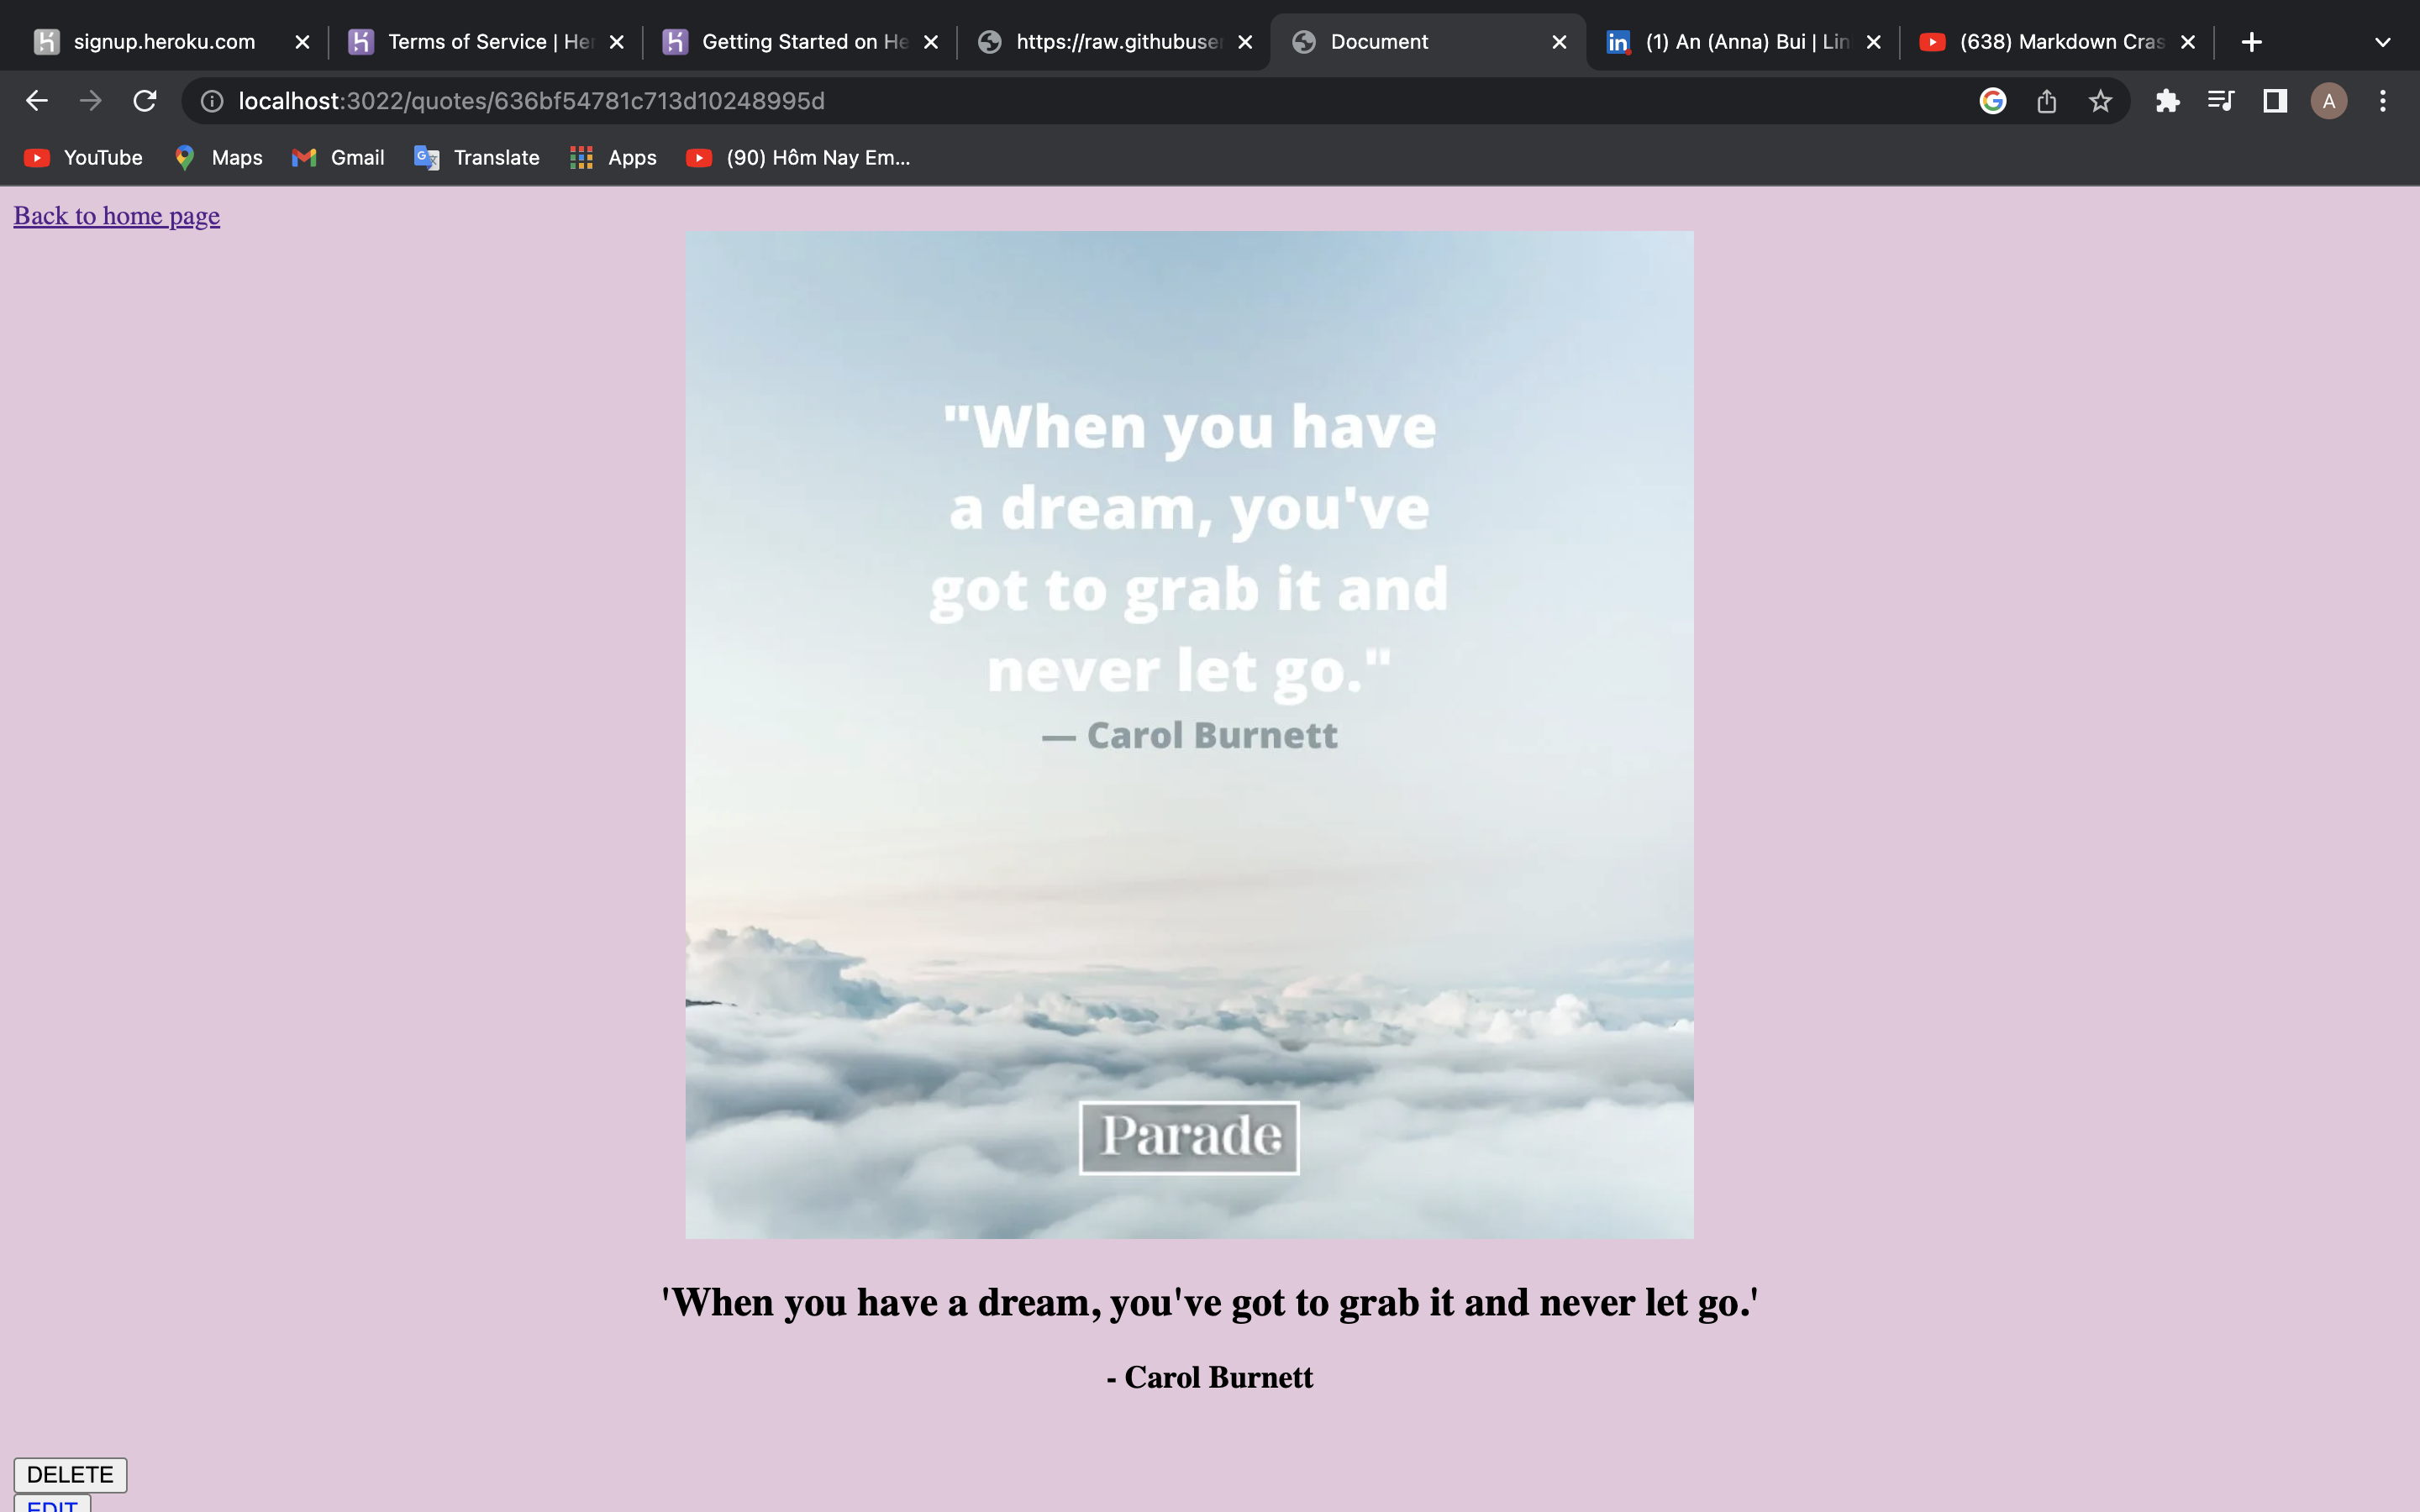 signup.heroku.com
Terms of Service | Her
Getting Started on He
https://raw.githubuser
Document
(1) An (Anna) Bui | Lin
(638) Markdown Cras
localhost:3022/quotes/636bf54781c713d10248995d
A
YouTube
Maps
Gmail
Translate
Apps
(90) Hôm Nay Em...
Back to home page
"When you have
a dream, you've
got to grab it and
never let go."
— Carol Burnett
Parade
'When you have a dream, you've got to grab it and never let go.'
- Carol Burnett
DELETE
EDIT